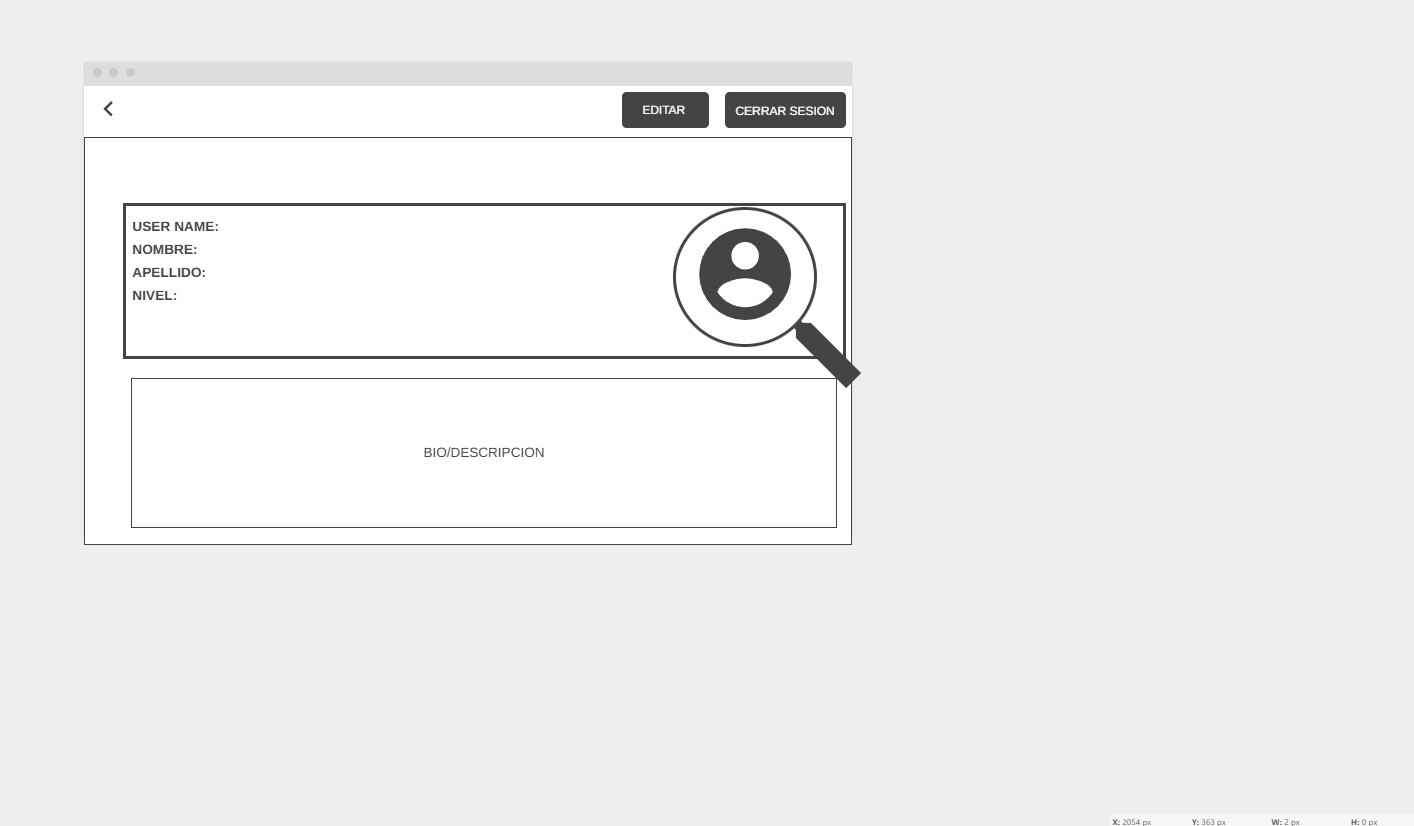 EDITAR
CERRAR SESION
USER NAME:
NOMBRE:
APELLIDO:
NIVEL:
BIO/DESCRIPCION
X: 2054 px Y: 363 px W: 2 px H: 0 px